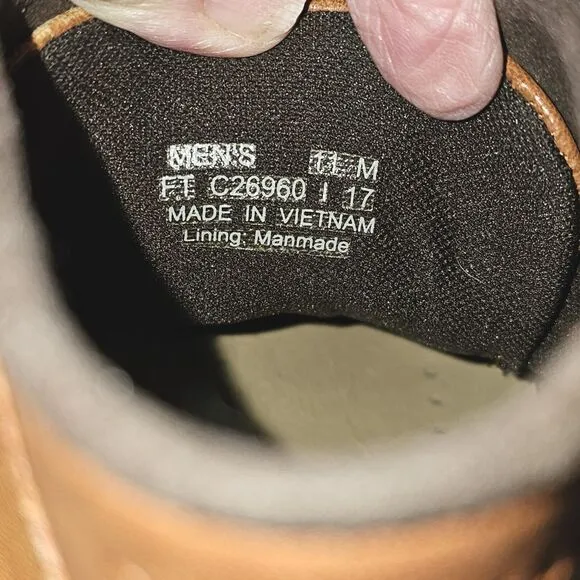 MEN'S 11 M
FT C26960 I 17
MADE IN VIETNAM
Lining: Manmade